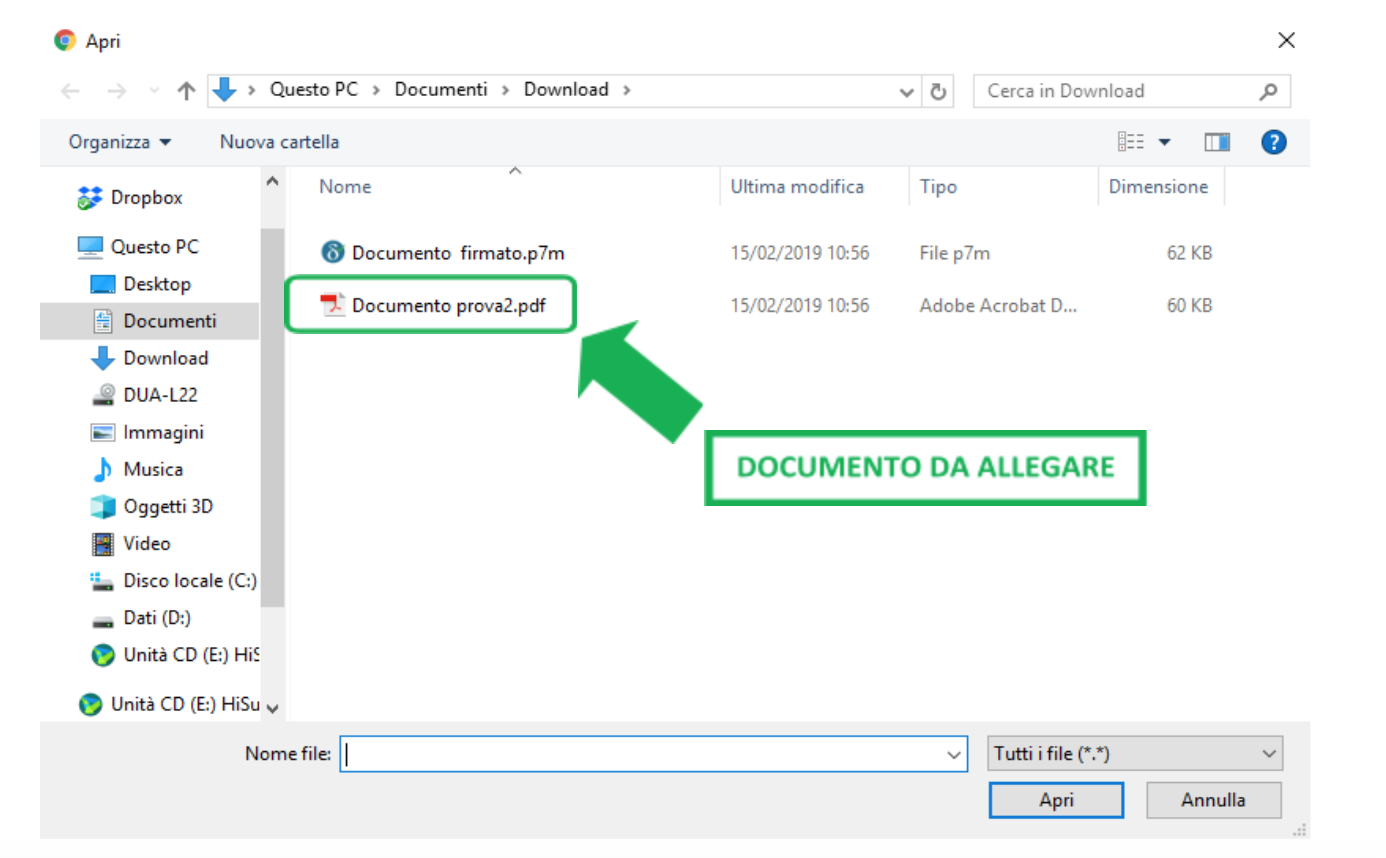 Apri
Questo PC > Documenti > Download >
Cerca in Download
Organizza
Nuova cartella
Nome
Ultima modifica
Tipo
Dimensione
Documento firmato.p7m
15/02/2019 10:56
File p7m
62 KB
Documento prova2.pdf
15/02/2019 10:56
Adobe Acrobat D...
60 KB
Dropbox
Questo PC
Desktop
Documenti
Download
DUA-L22
Immagini
Musica
Oggetti 3D
Video
Disco locale (C:)
Dati (D:)
Unità CD (E:) HiS
Unità CD (E:) HiSu
DOCUMENTO DA ALLEGARE
Nome file:
Tutti i file (*.*)
Apri
Annulla